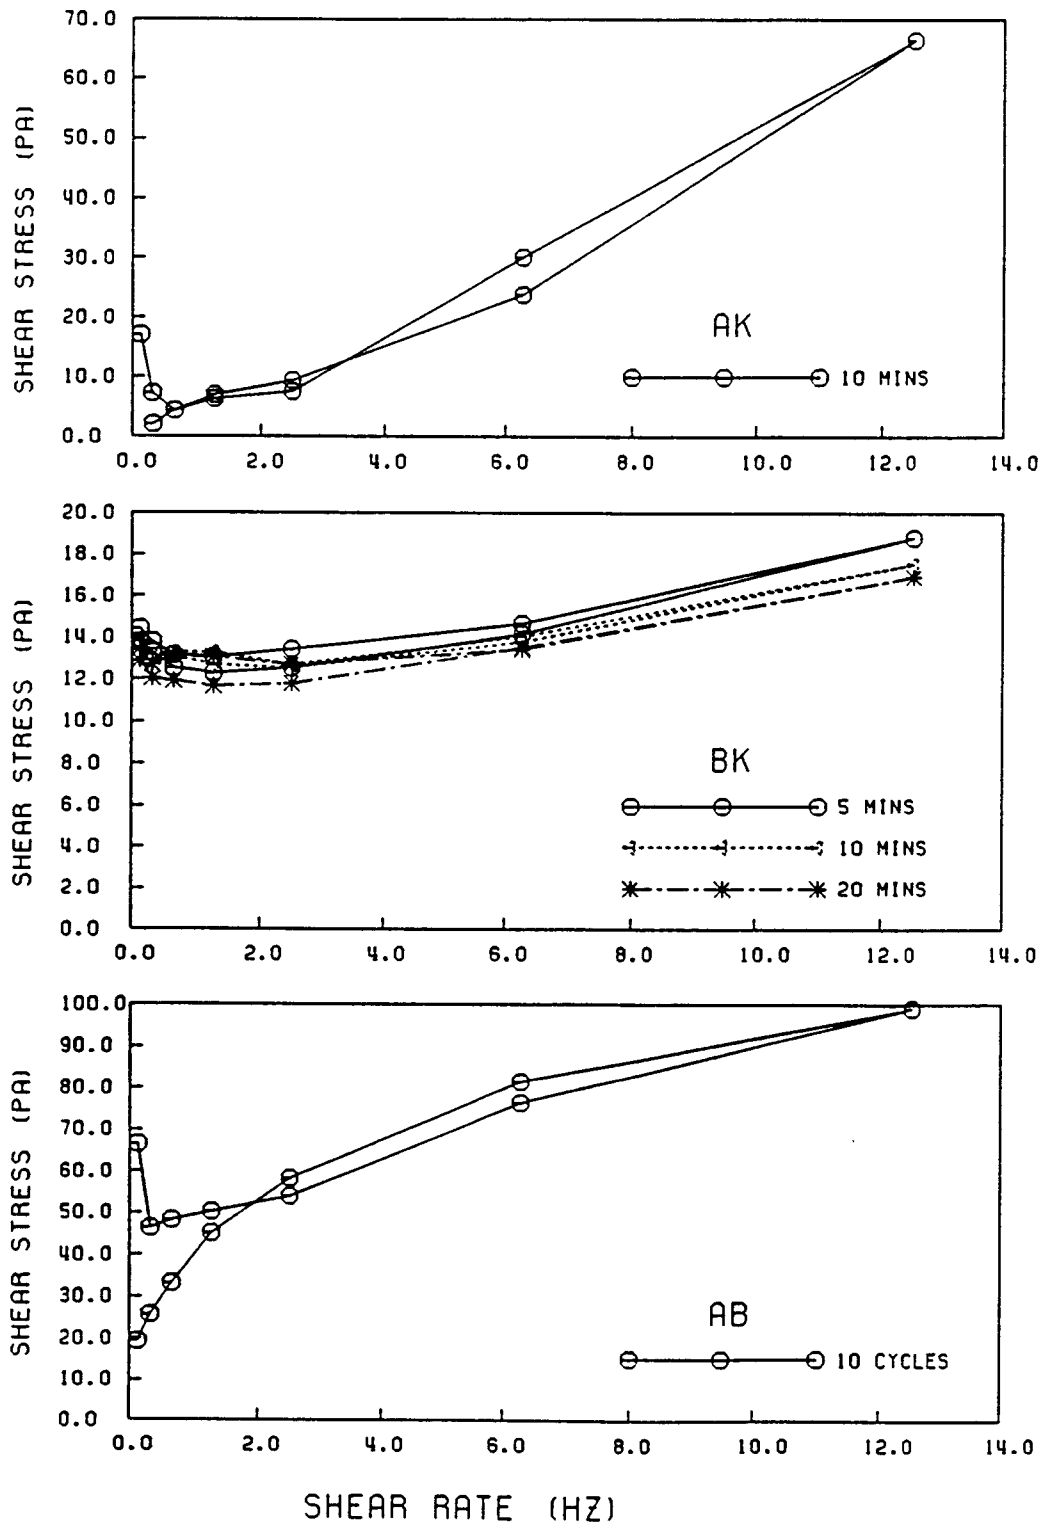 70.0
60.0
50.0
40.0
30.0
20.0
10.0
0.0
SHEAR STRESS (PA)
AK
10 MINS
0.0 2.0 4.0 6.0 8.0 10.0 12.0 14.0
20.0
18.0
16.0
14.0
12.0
10.0
8.0
6.0
4.0
2.0
0.0
SHEAR STRESS (PA)
BK
5 MINS
10 MINS
20 MINS
0.0 2.0 4.0 6.0 8.0 10.0 12.0 14.0
100.0
90.0
80.0
70.0
60.0
50.0
40.0
30.0
20.0
10.0
0.0
SHEAR STRESS (PA)
AB
10 CYCLES
0.0 2.0 4.0 6.0 8.0 10.0 12.0 14.0
SHEAR RATE (HZ)